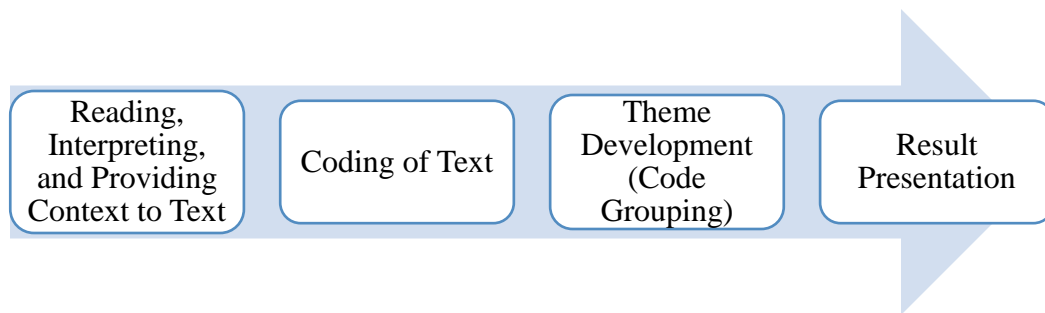 Reading,
Interpreting,
and Providing
Context to Text
Coding of Text
Theme
Development
(Code
Grouping)
Result
Presentation